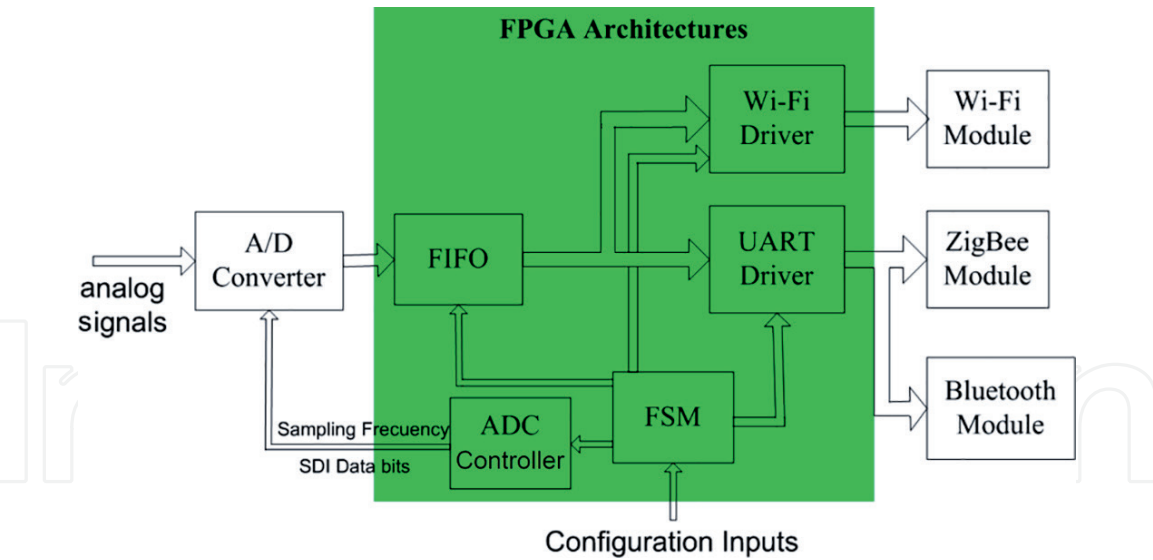 FPGA Architectures
Wi-Fi
Driver
Wi-Fi
Module
A/D
Converter
FIFO
UART
Driver
ZigBee
Module
analog
signals
Bluetooth
Module
FSM
ADC
Controller
Sampling Frecuency
SDI Data bits
Configuration Inputs